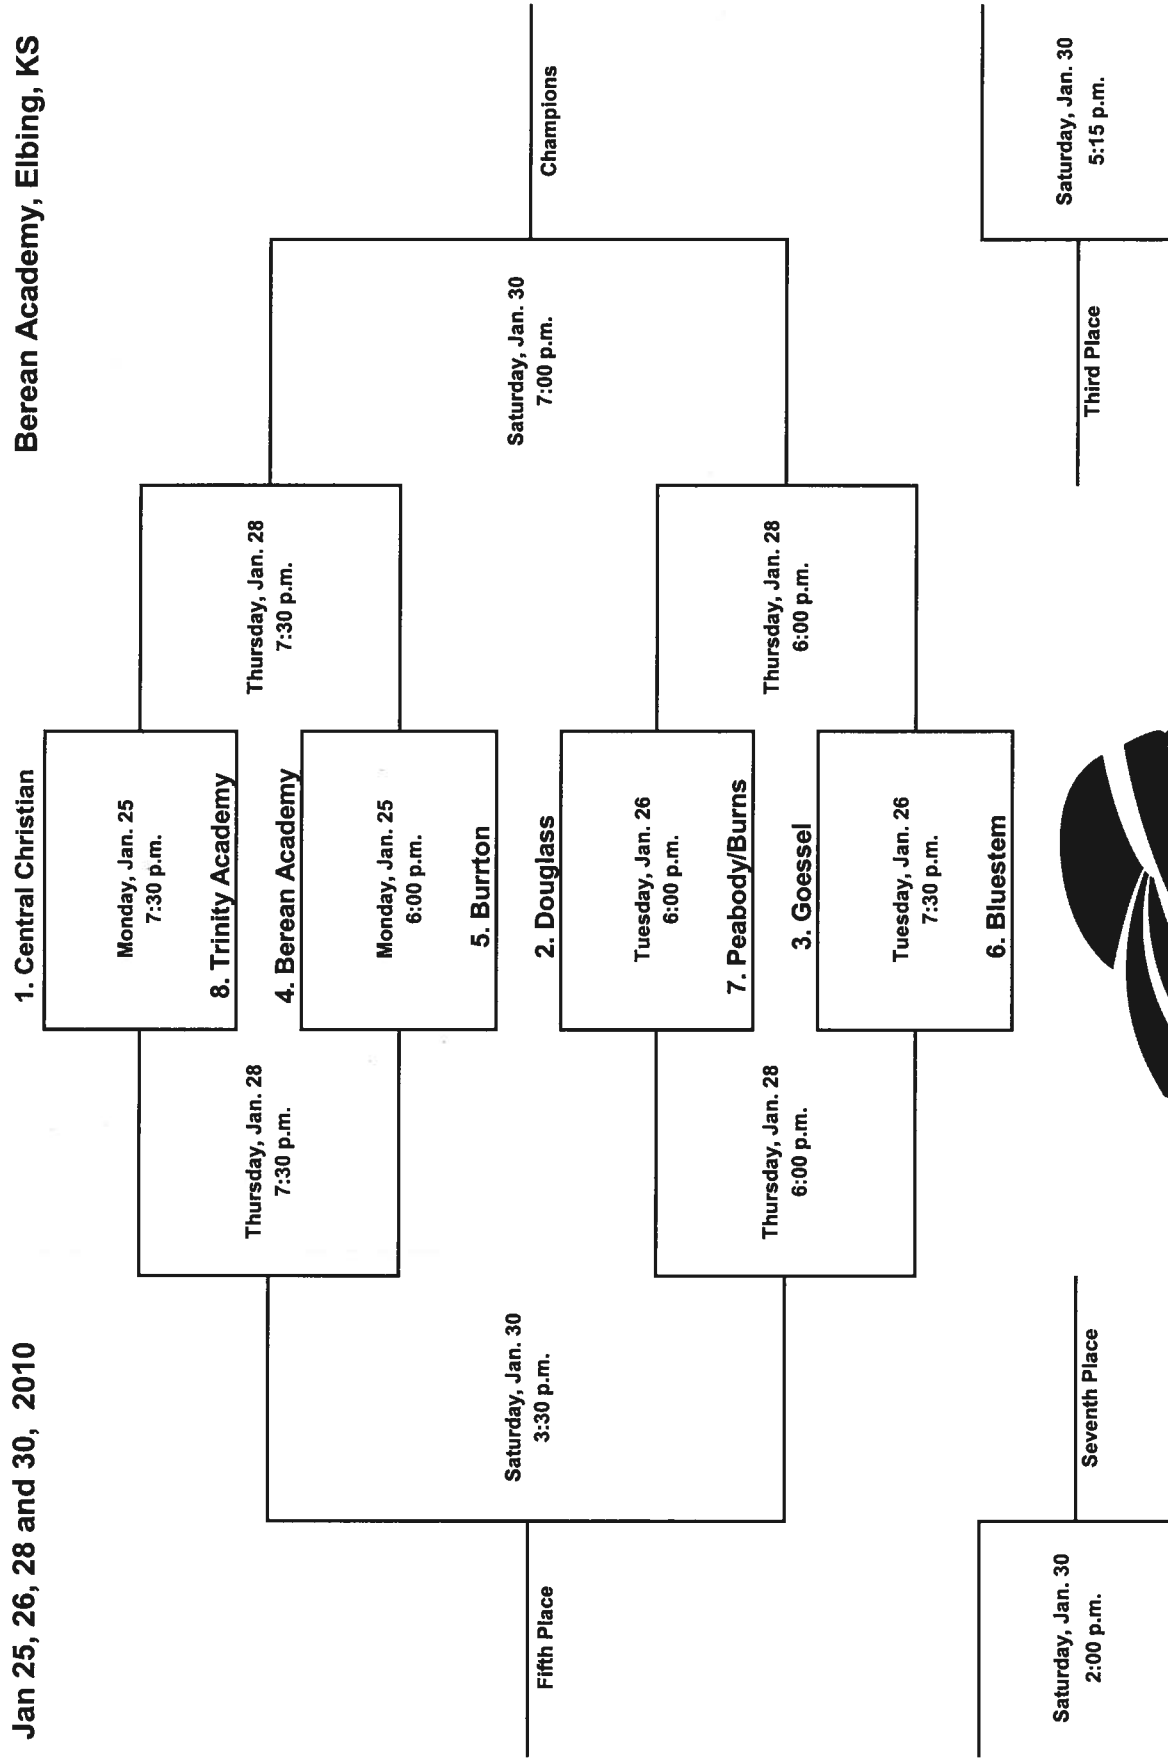 Jan 25, 26, 28 and 30, 2010
Berean Academy, Elbing, KS
1. Central Christian
Monday, Jan. 25
7:30 p.m.
8. Trinity Academy
4. Berean Academy
Monday, Jan. 25
6:00 p.m.
5. Burrton
2. Douglass
Tuesday, Jan. 26
6:00 p.m.
7. Peabody/Burns
3. Goessel
Tuesday, Jan. 26
7:30 p.m.
6. Bluestem
Thursday, Jan. 28
7:30 p.m.
Thursday, Jan. 28
6:00 p.m.
Saturday, Jan. 30
3:30 p.m.
Fifth Place
Thursday, Jan. 28
7:30 p.m.
Thursday, Jan. 28
6:00 p.m.
Saturday, Jan. 30
7:00 p.m.
Champions
Saturday, Jan. 30
2:00 p.m.
Seventh Place
Third Place
Saturday, Jan. 30
5:15 p.m.